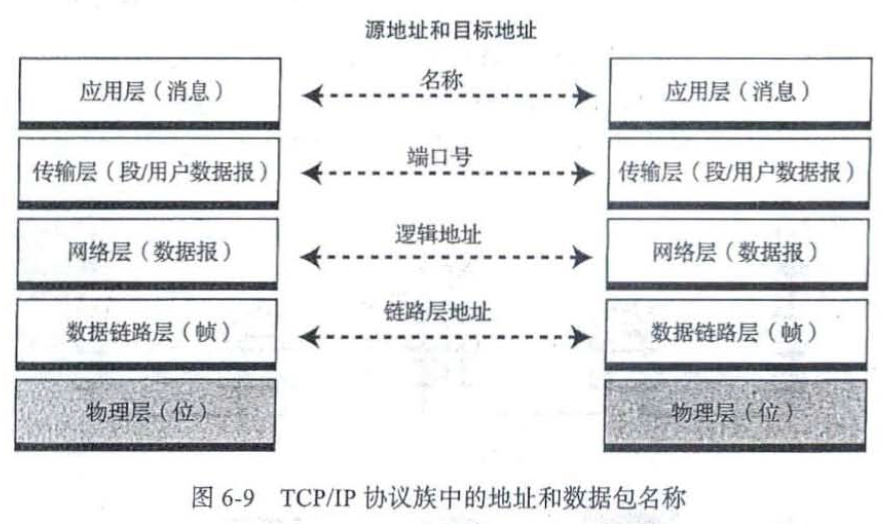 源地址和目标地址
应用层（消息） 名称 应用层（消息）
传输层（段/用户数据报） 端口号 传输层（段/用户数据报）
网络层（数据报） 逻辑地址 网络层（数据报）
数据链路层（帧） 链路层地址 数据链路层（帧）
物理层（位） 物理层（位）
图 6-9 TCP/IP 协议族中的地址和数据包名称